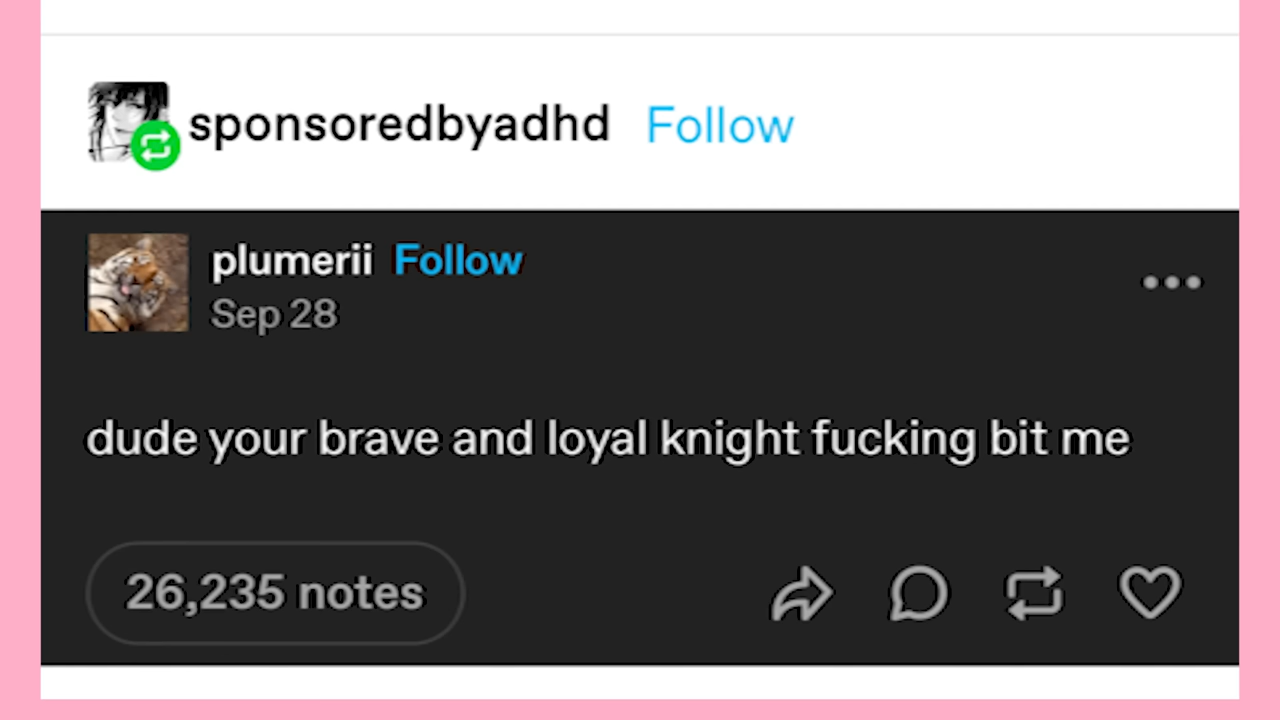 sponsoredbyadhd Follow
plumerii Follow
Sep 28
dude your brave and loyal knight fucking bit me
26,235 notes